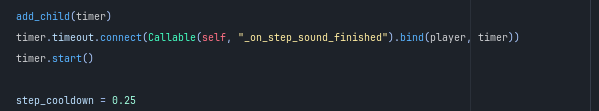 add_child(timer)
timer.timeout.connect(Callable(self, "_on_step_sound_finished").bind(player, timer))
timer.start()
step_cooldown = 0.25